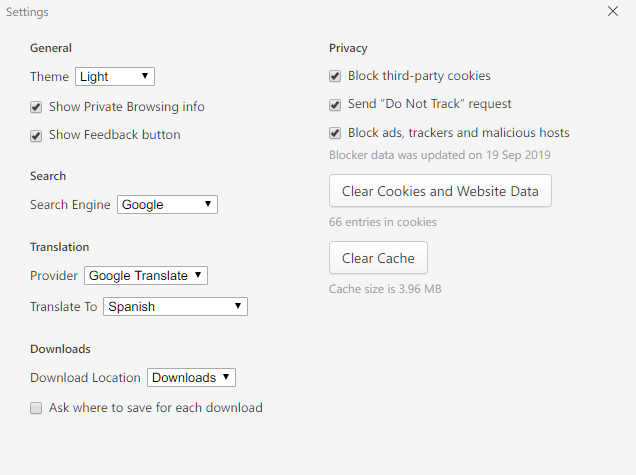 Settings
General
Theme Light
Show Private Browsing info
Show Feedback button
Search
Search Engine Google
Translation
Provider Google Translate
Translate To Spanish
Downloads
Download Location Downloads
Ask where to save for each download
Privacy
Block third-party cookies
Send “Do Not Track” request
Block ads, trackers and malicious hosts
Blocker data was updated on 19 Sep 2019
Clear Cookies and Website Data
66 entries in cookies
Clear Cache
Cache size is 3.96 MB